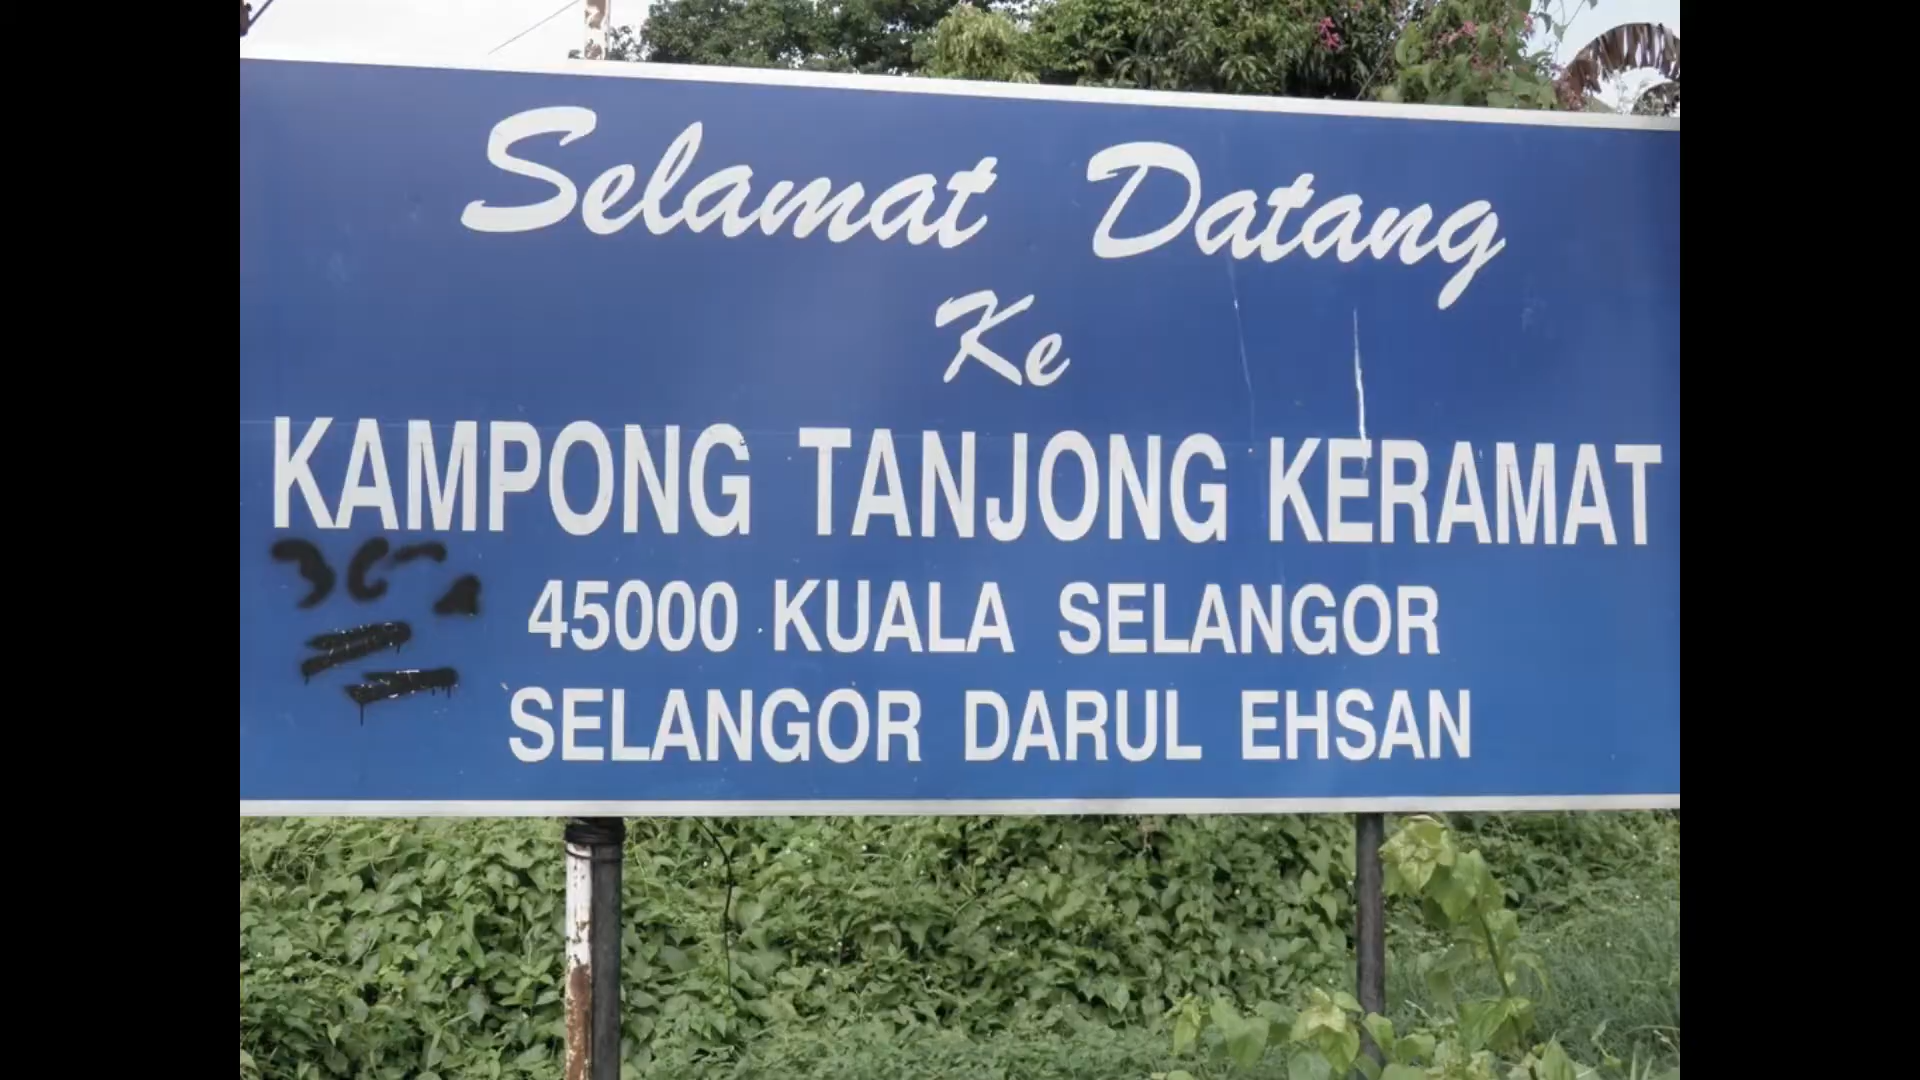 Selamat Datang
Ke
KAMPONG TANJONG KERAMAT
45000 KUALA SELANGOR
SELANGOR DARUL EHSAN